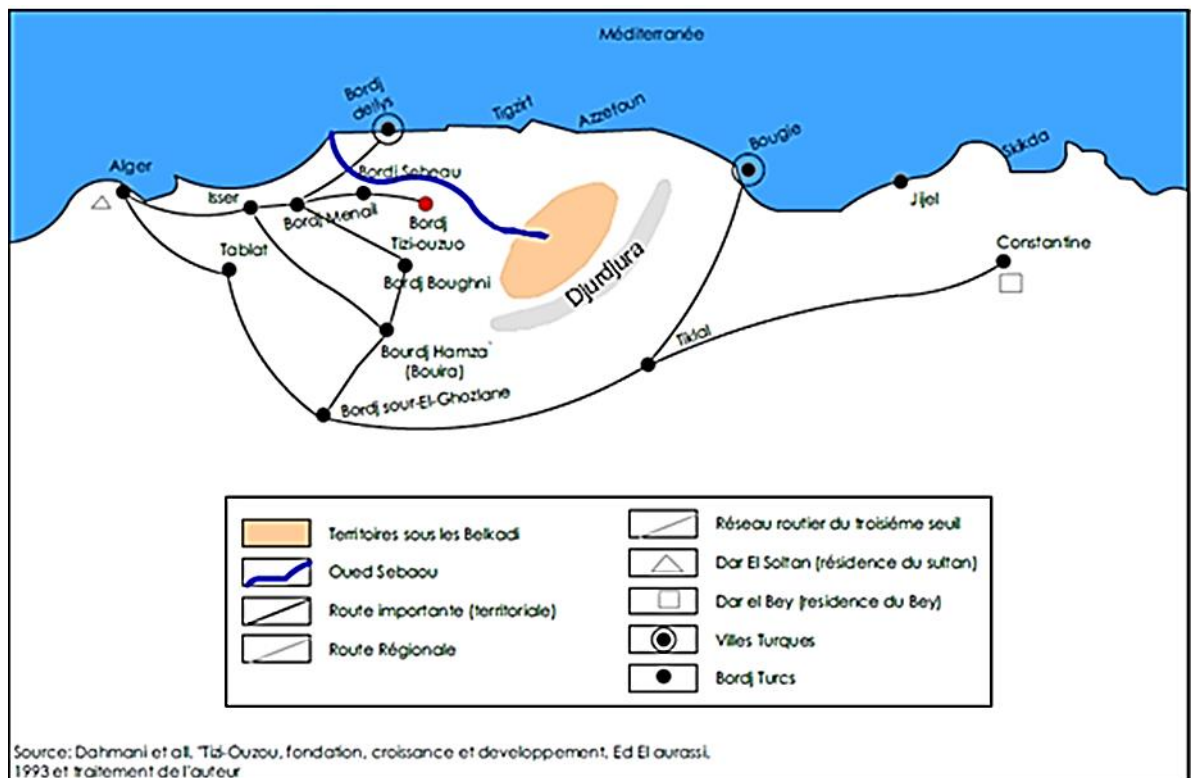 Méditerranée
Bordj
dellys
Tigzirt
Azzefoun
Bougie
Skikda
Alger
Isser
Bordj Sebeau
Bordj Menaïl
Bordj
Tizi-ouzuo
Jijel
Constantine
Tablat
Bordj Boughni
Djurdjura
Bourdj Hamza
(Bouira)
Tiklat
Bordj sour-El-Ghozlane
Territoires sous les Belkadi
Oued Sebaou
Route importante (territoriale)
Route Régionale
Réseau routier du troisiéme seuil
Dar El Soltan (résidence du sultan)
Dar el Bey (residence du Bey)
Villes Turques
Bordj Turcs
Source: Dahmani et all, "Tizi-Ouzou, fondation, croissance et developpement, Ed El aurassi,
1993 et traitement de l'auteur